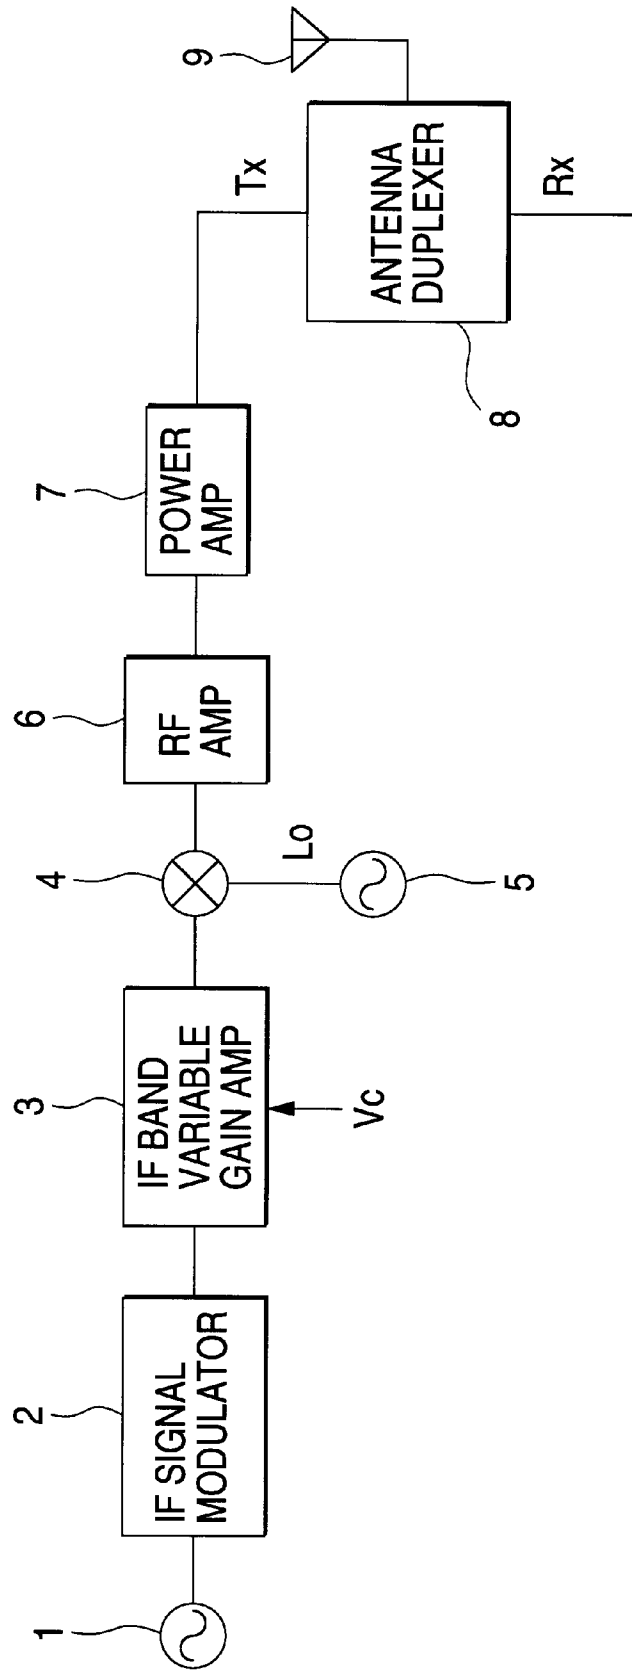 1
2
IF SIGNAL
MODULATOR
3
IF BAND
VARIABLE
GAIN AMP
Vc
4
Lo
5
6
RF
AMP
7
POWER
AMP
Tx
8
ANTENNA
DUPLEXER
9
Rx